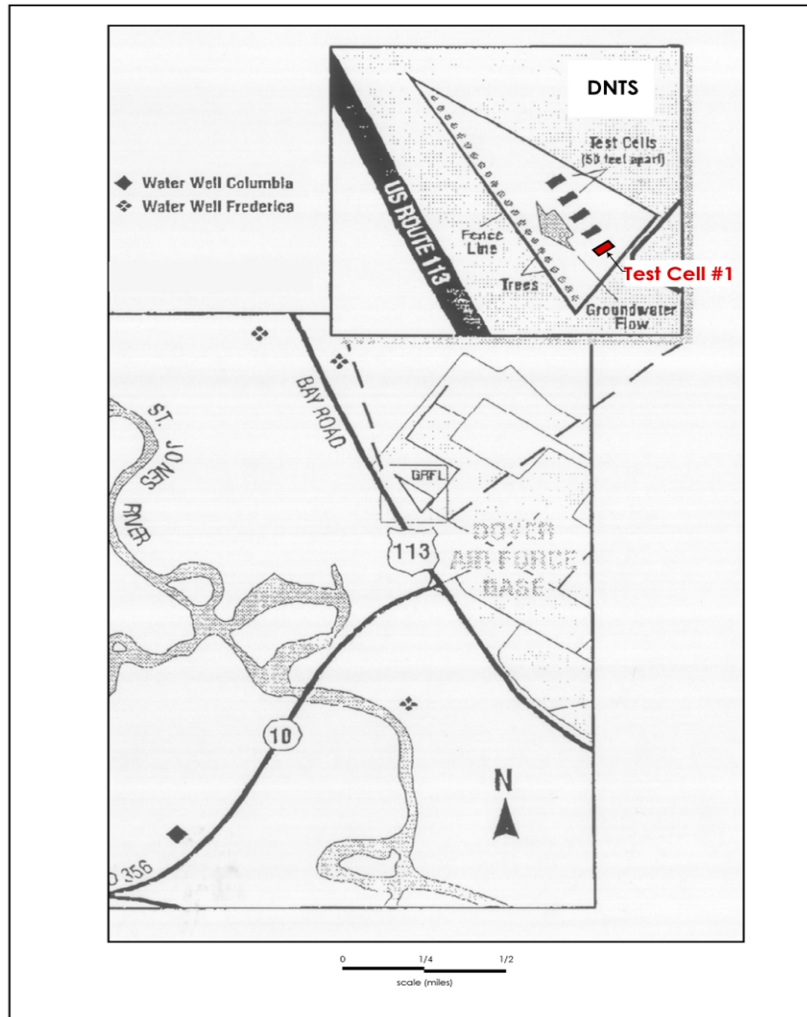 DNTS
Test Cells
(50 feet apart)
Water Well Columbia
Water Well Frederica
US ROUTE 113
Fence
Line
Trees
Test Cell #1
Groundwater
Flow
BAY ROAD
ST. JONES
RIVER
GRFL
113
DOVER
AIR FORCE
BASE
10
N
356
0 1/4 1/2
scale (miles)